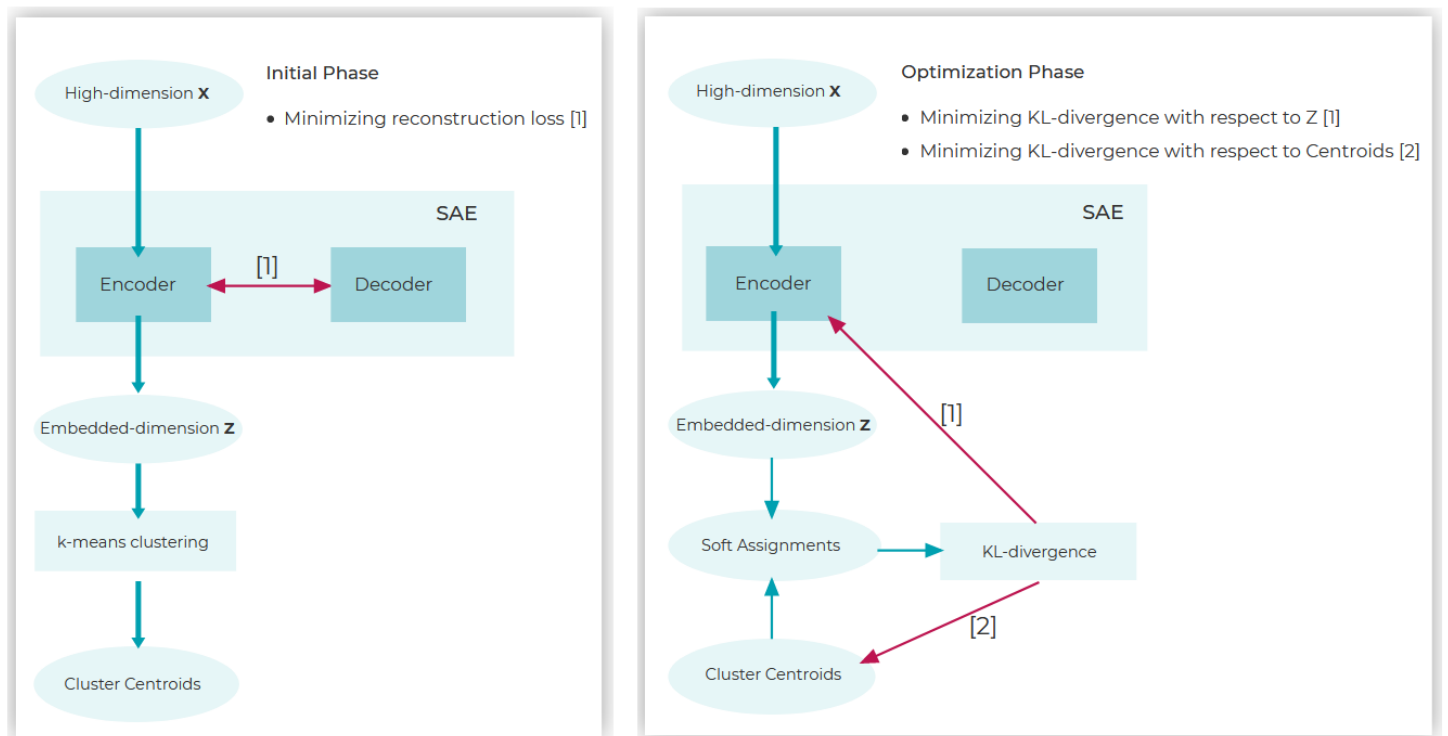 Initial Phase
High-dimension X
• Minimizing reconstruction loss [1]
SAE
[1]
Encoder
Decoder
Embedded-dimension Z
k-means clustering
Cluster Centroids
Optimization Phase
High-dimension X
• Minimizing KL-divergence with respect to Z [1]
• Minimizing KL-divergence with respect to Centroids [2]
SAE
Encoder
Decoder
[1]
Embedded-dimension Z
Soft Assignments
KL-divergence
[2]
Cluster Centroids